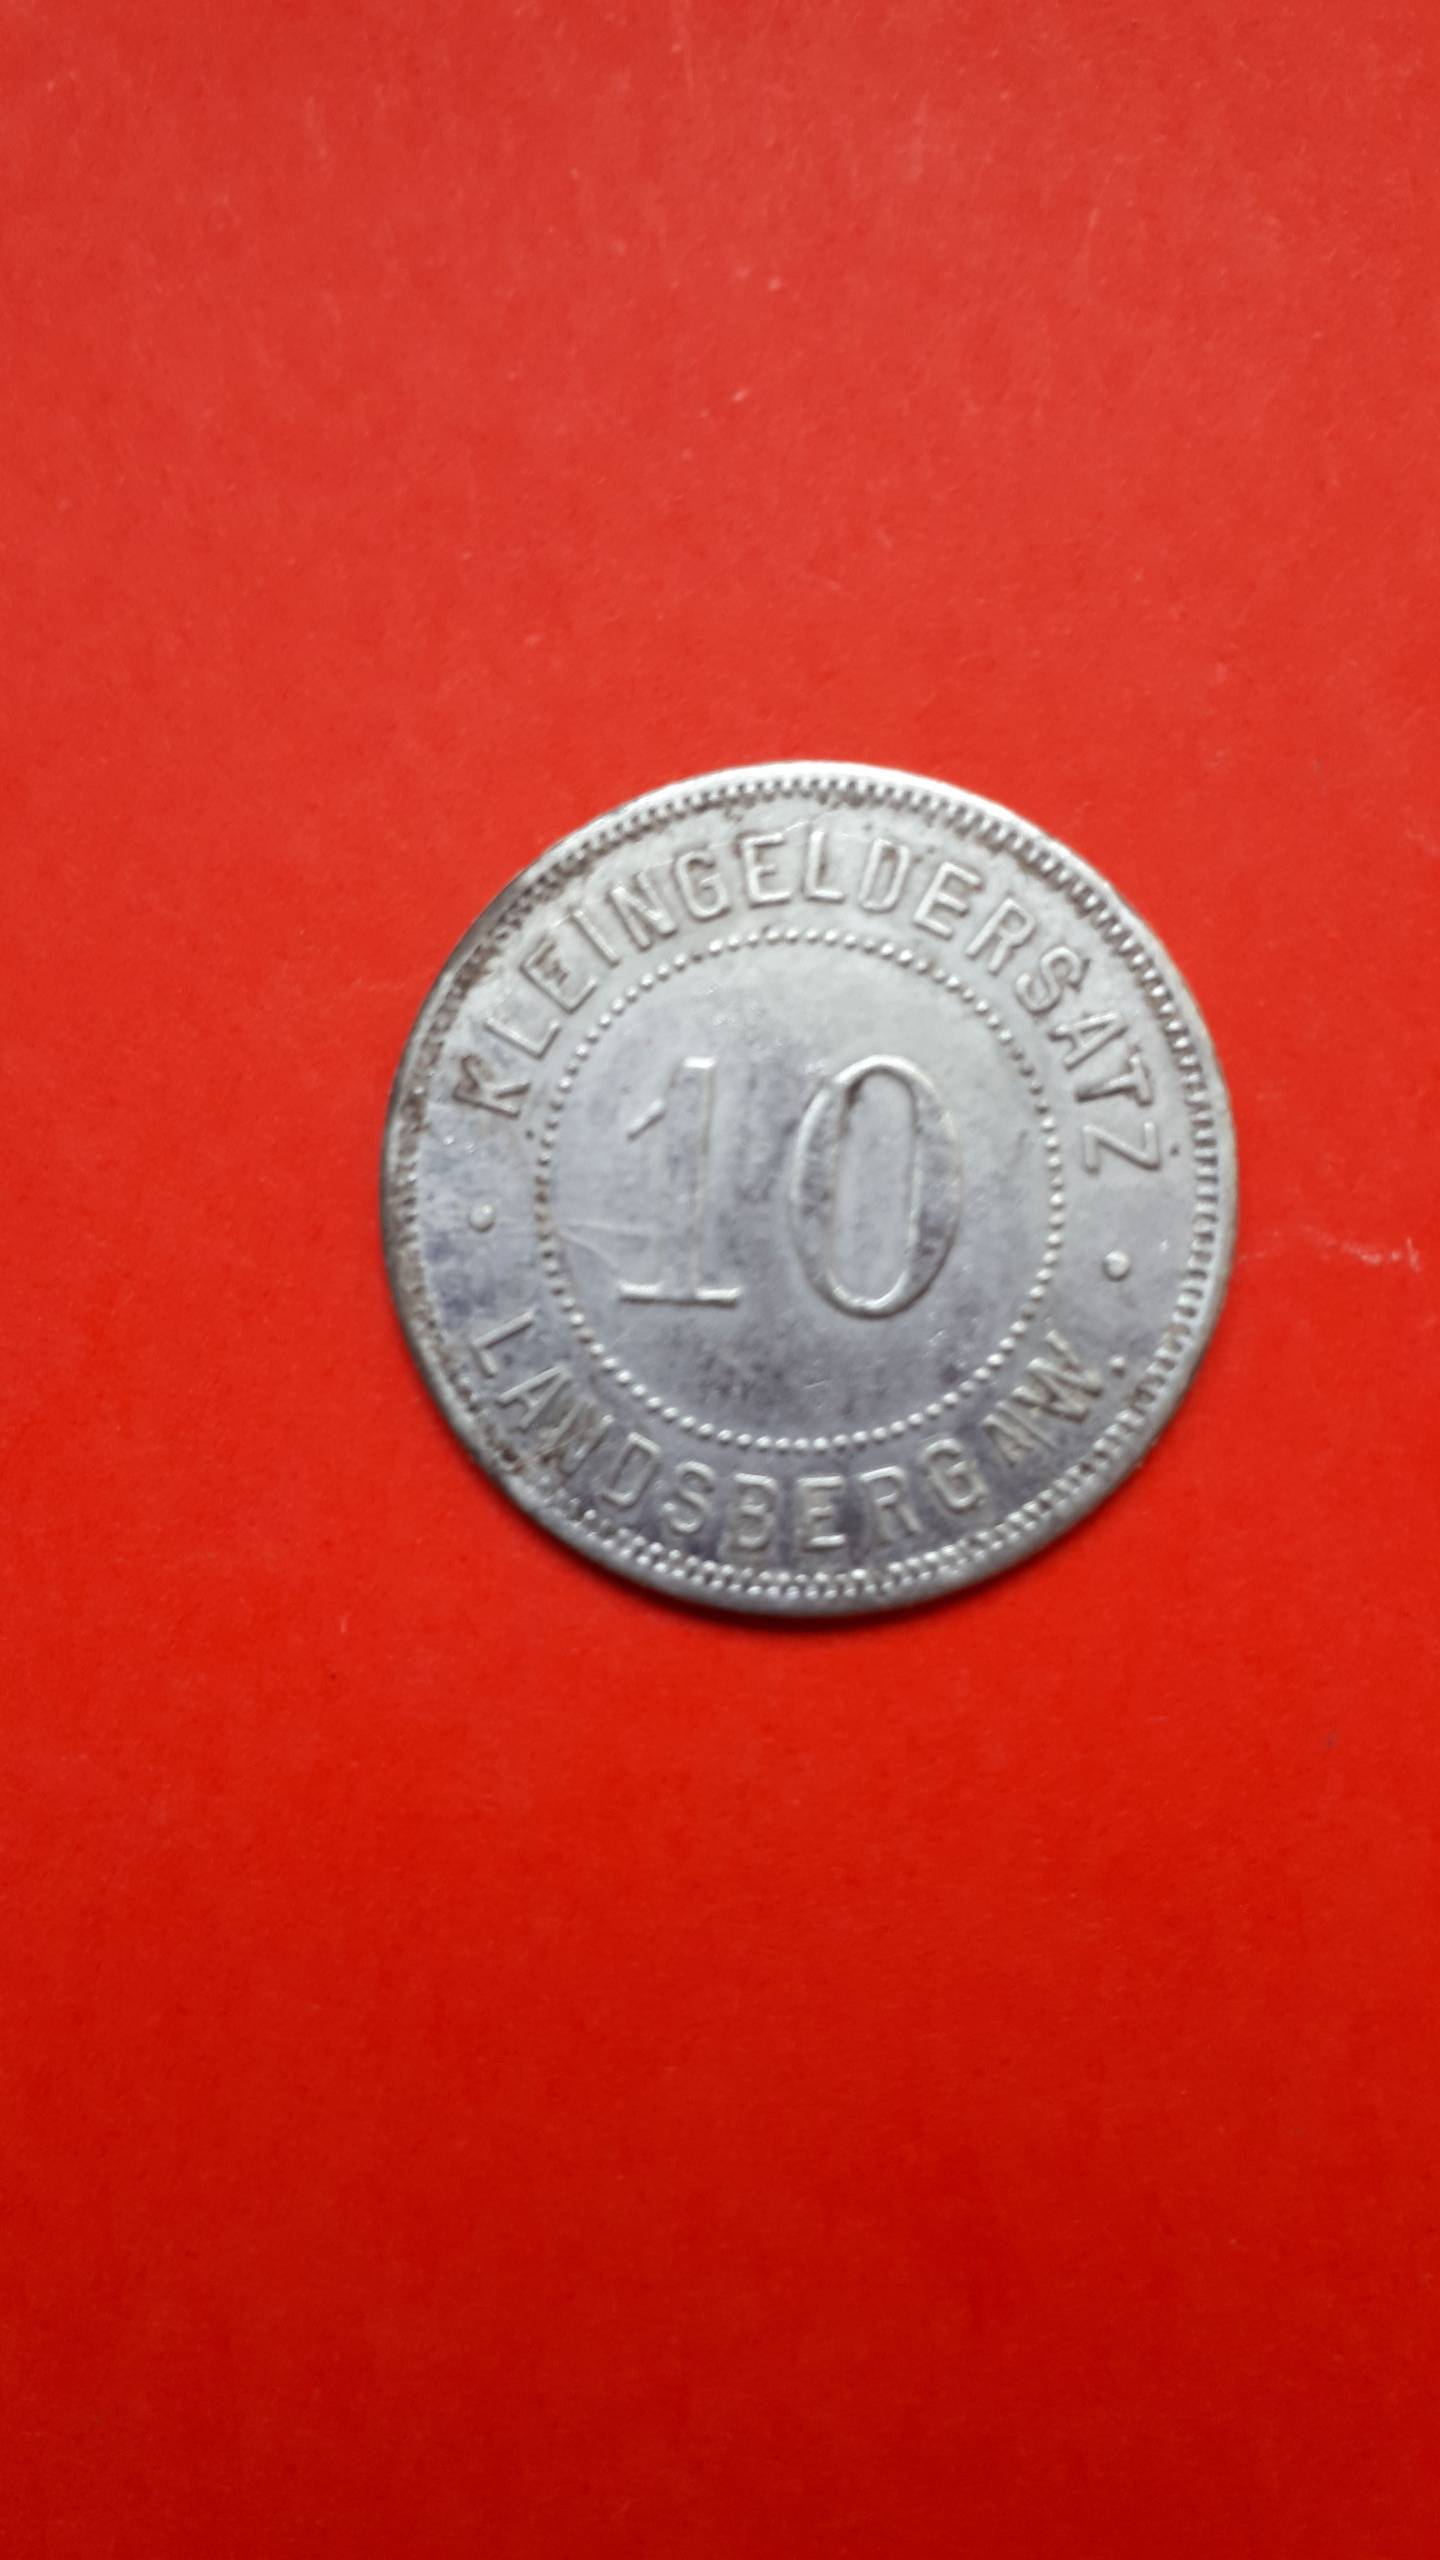 KLEINGELDERSATZ
10
• LANDSBERG A/W. •